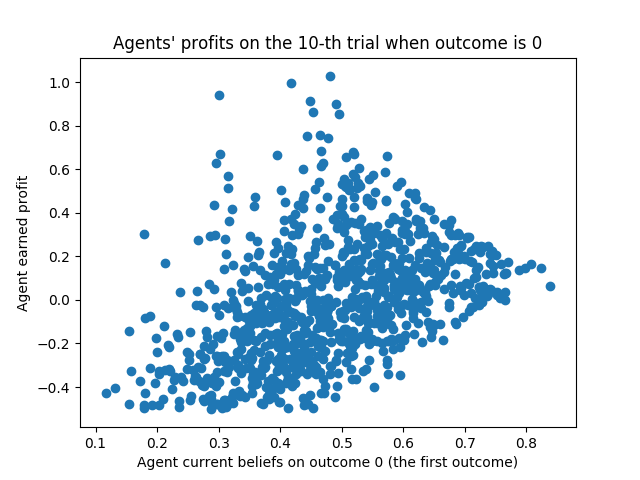 Agents' profits on the 10-th trial when outcome is 0
1.0
0.8
0.6
0.4
0.2
0.0
−0.2
−0.4
Agent earned profit
0.1 0.2 0.3 0.4 0.5 0.6 0.7 0.8
Agent current beliefs on outcome 0 (the first outcome)